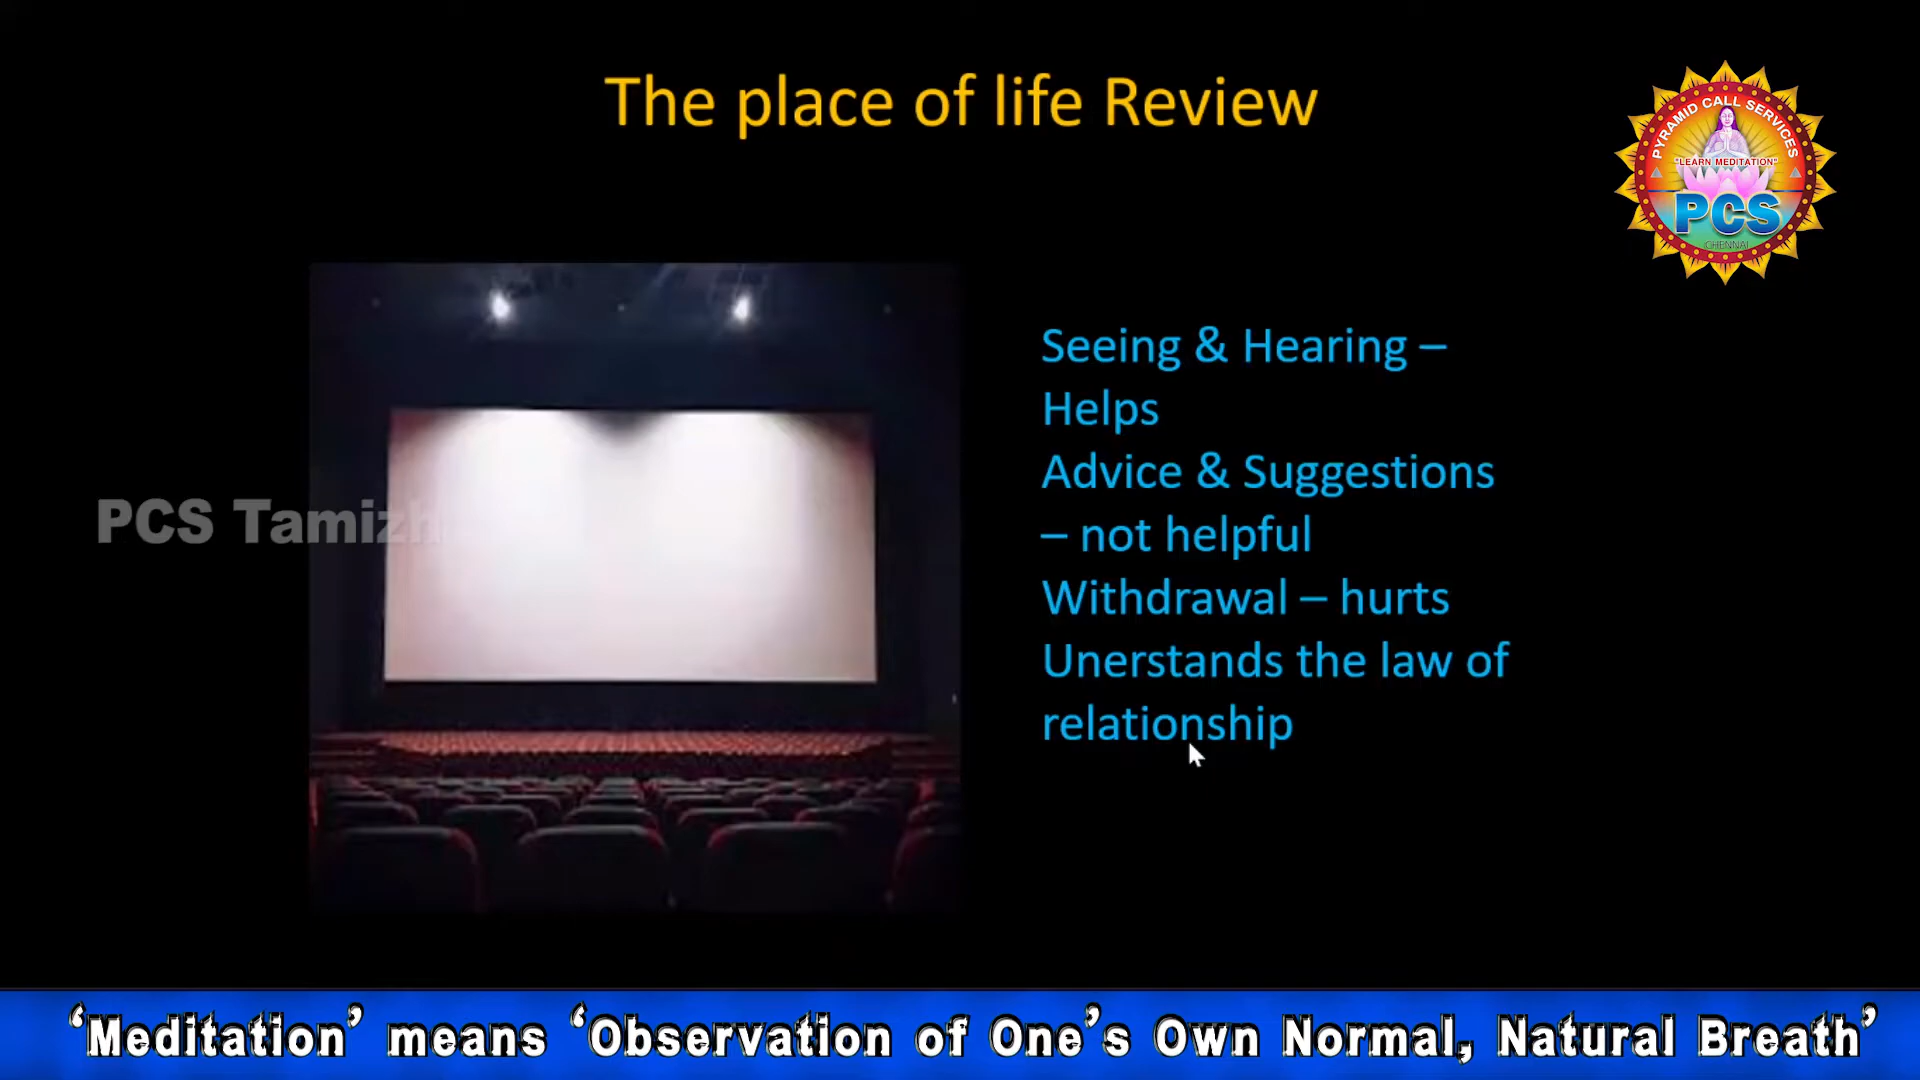 The place of life Review
PYRAMID CALL SERVICES
"LEARN MEDITATION"
PCS
CHENNAI
Seeing & Hearing –
Helps
Advice & Suggestions
– not helpful
PCS Tamizh
Withdrawal – hurts
Unerstands the law of
relationship
‘Meditation’ means ‘Observation of One’s Own Normal, Natural Breath’